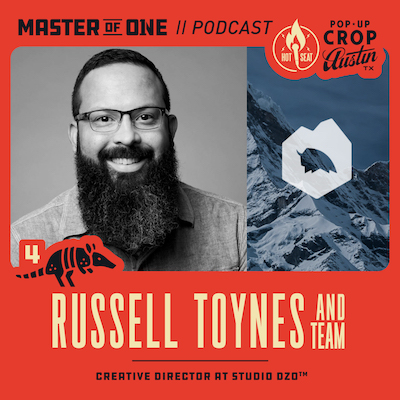 MASTER OF ONE // PODCAST
HOT SEAT
POP-UP
CROP
Austin
TX
4
RUSSELL TOYNES AND TEAM
CREATIVE DIRECTOR AT STUDIO DZO™